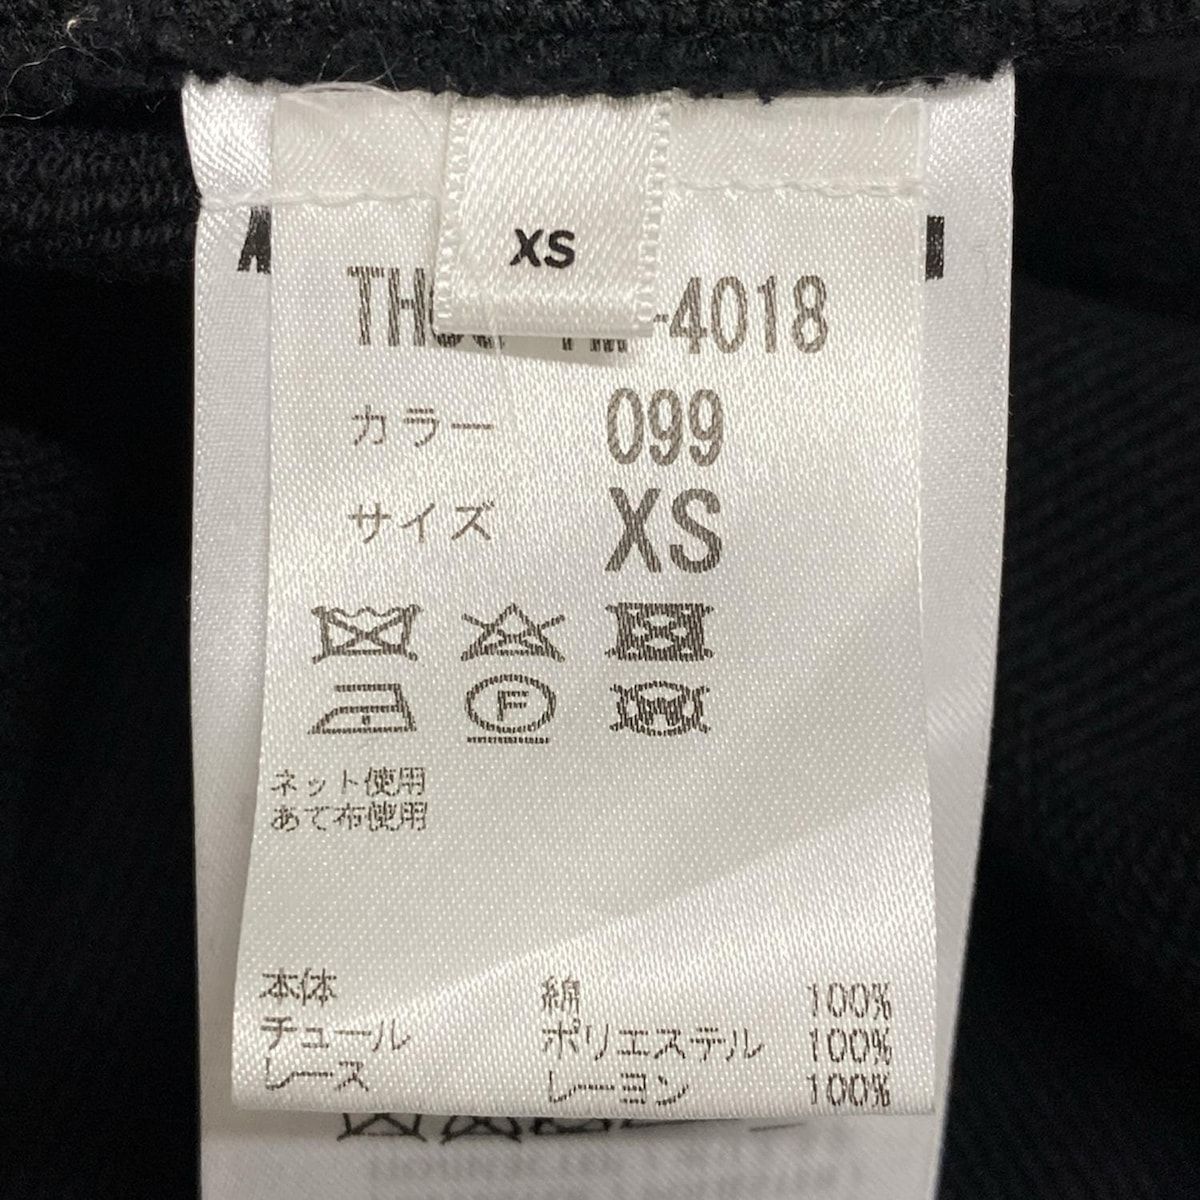 XS
-4018
カラー 099
サイズ XS
F
W
ネット使用
あて布使用
本体 綿 100%
チュール ポリエステル 100%
レース レーヨン 100%